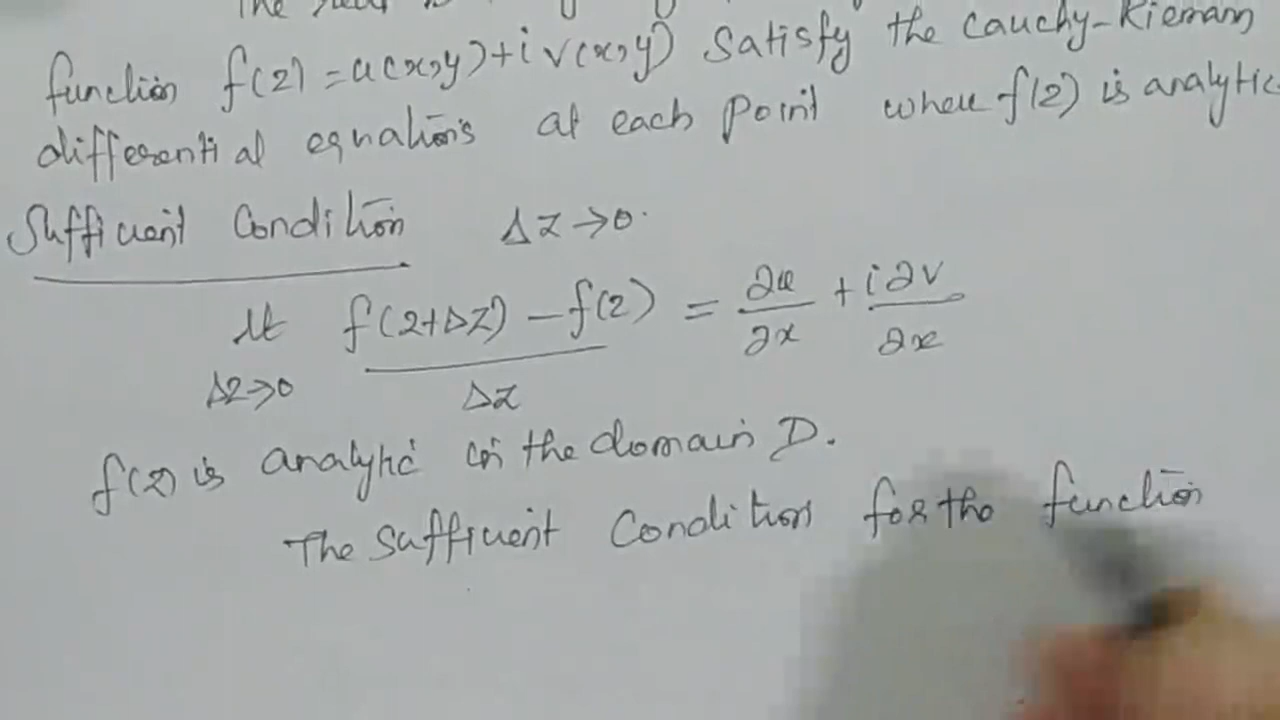 The
function f(z) = u(x,y) + i v(x,y) satisfy the Cauchy-Riemann
differential equations at each point where f(z) is analytic
Sufficient Condition Δz→0.
lt f(z+Δz) - f(z) = ∂u + i∂v
Δz→0 Δz ∂x ∂x
f(z) is analytic in the domain D.
The sufficient Condition for the function